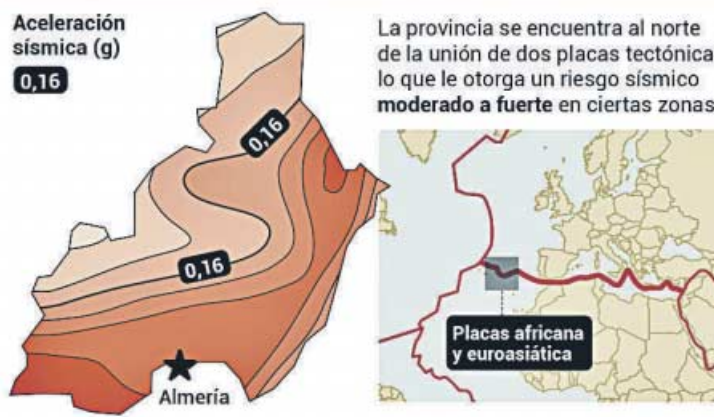 Aceleración
sísmica (g)
0,16
0,16
0,16
Almería
La provincia se encuentra al norte
de la unión de dos placas tectónica
lo que le otorga un riesgo sísmico
moderado a fuerte en ciertas zonas
Placas africana
y euroasiática